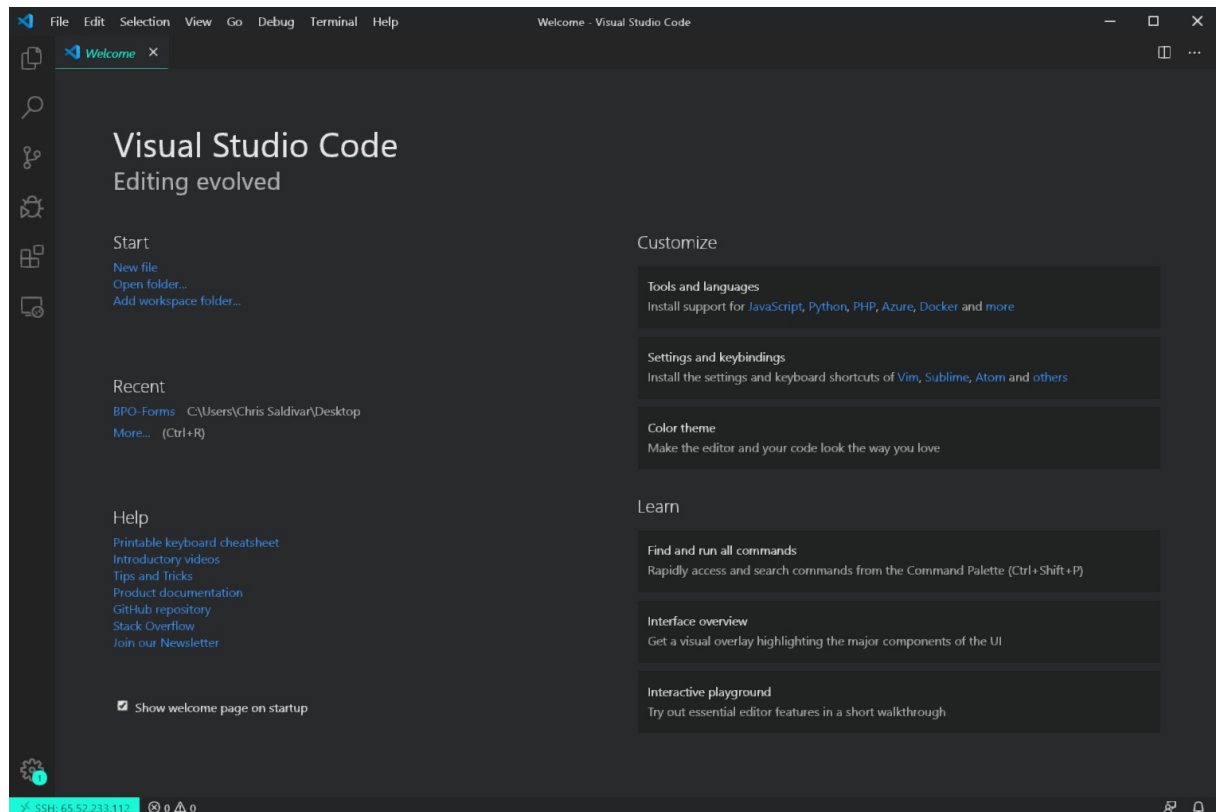 File Edit Selection View Go Debug Terminal Help
Welcome - Visual Studio Code
Welcome
Visual Studio Code
Editing evolved
Start
New file
Open folder...
Add workspace folder...
Recent
BPO-Forms C:\Users\Chris Saldivar\Desktop
More... (Ctrl+R)
Help
Printable keyboard cheatsheet
Introductory videos
Tips and Tricks
Product documentation
GitHub repository
Stack Overflow
Join our Newsletter
Show welcome page on startup
Customize
Tools and languages
Install support for JavaScript, Python, PHP, Azure, Docker and more
Settings and keybindings
Install the settings and keyboard shortcuts of Vim, Sublime, Atom and others
Color theme
Make the editor and your code look the way you love
Learn
Find and run all commands
Rapidly access and search commands from the Command Palette (Ctrl+Shift+P)
Interface overview
Get a visual overlay highlighting the major components of the UI
Interactive playground
Try out essential editor features in a short walkthrough
1
SSH: 65.52.233.112 0 0